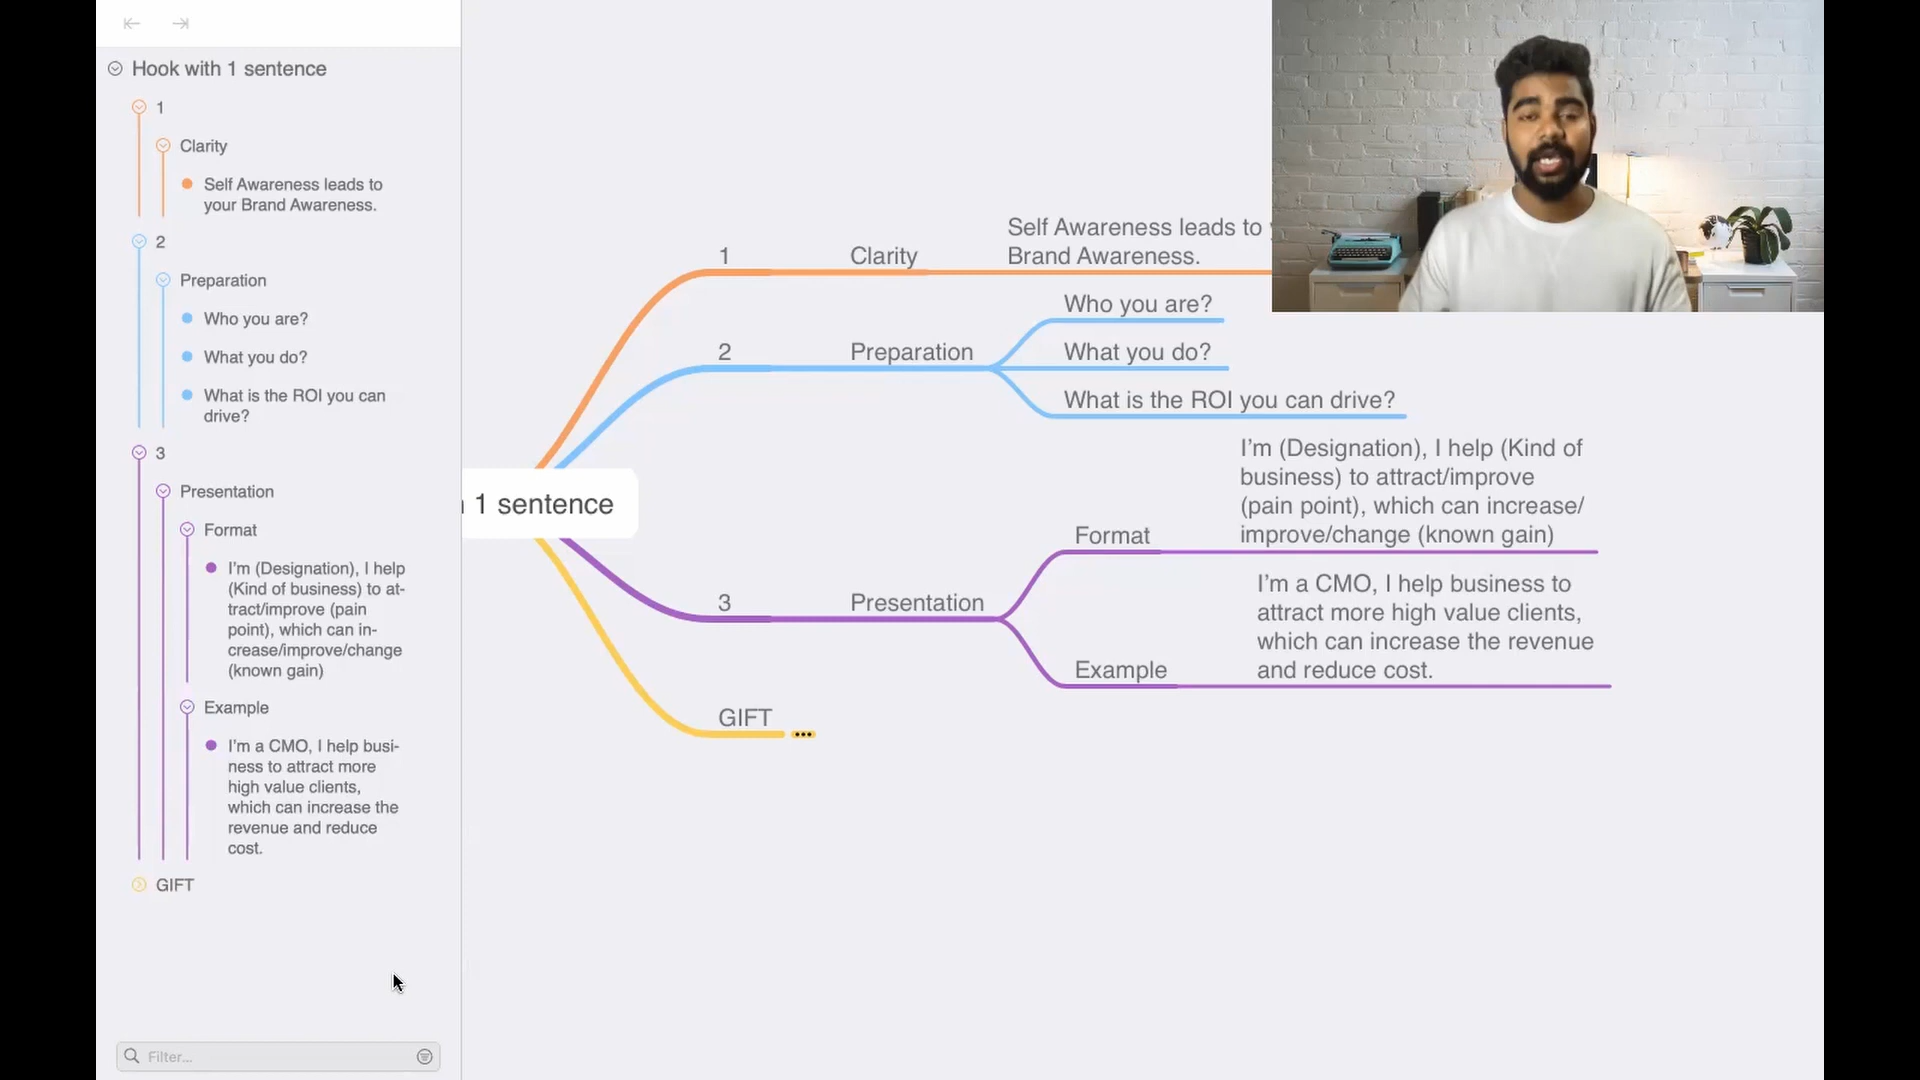 Hook with 1 sentence
1
Clarity
Self Awareness leads to
your Brand Awareness.
2
Preparation
Who you are?
What you do?
What is the ROI you can
drive?
3
Presentation
Format
I'm (Designation), I help
(Kind of business) to at-
tract/improve (pain
point), which can in-
crease/improve/change
(known gain)
Example
I'm a CMO, I help busi-
ness to attract more
high value clients,
which can increase the
revenue and reduce
cost.
GIFT
Filter...
1 sentence
1
Clarity
Self Awareness leads to
Brand Awareness.
2
Preparation
Who you are?
What you do?
What is the ROI you can drive?
3
Presentation
Format
I'm (Designation), I help (Kind of
business) to attract/improve
(pain point), which can increase/
improve/change (known gain)
Example
I'm a CMO, I help business to
attract more high value clients,
which can increase the revenue
and reduce cost.
GIFT